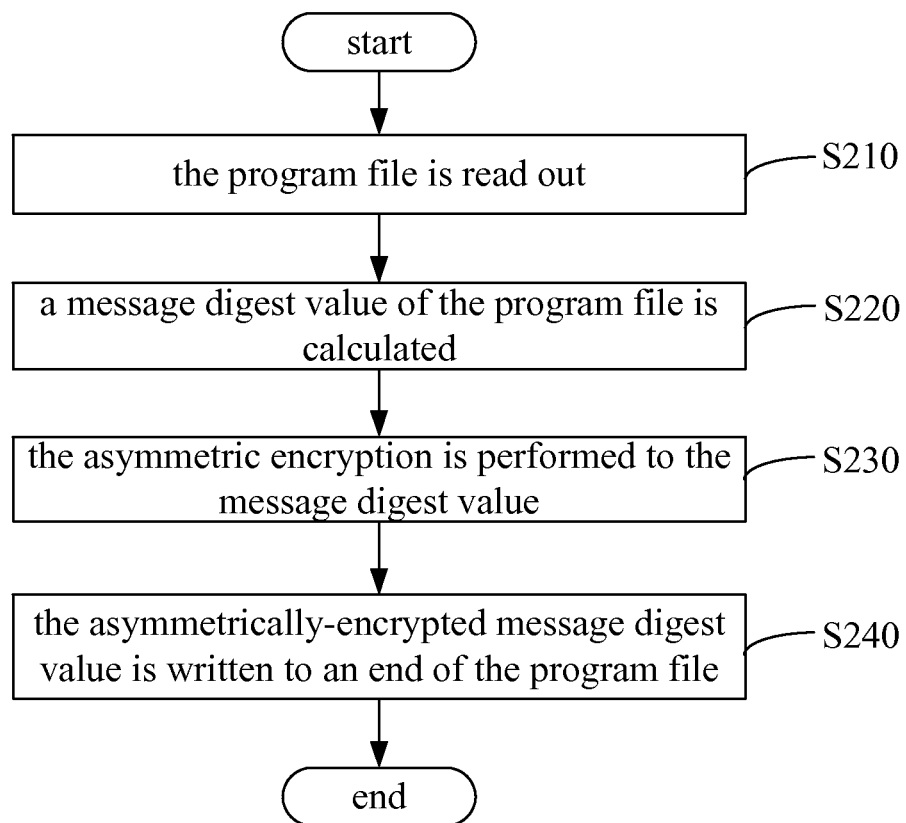 start
the program file is read out
S210
a message digest value of the program file is
calculated
S220
the asymmetric encryption is performed to the
message digest value
S230
the asymmetrically-encrypted message digest
value is written to an end of the program file
S240
end